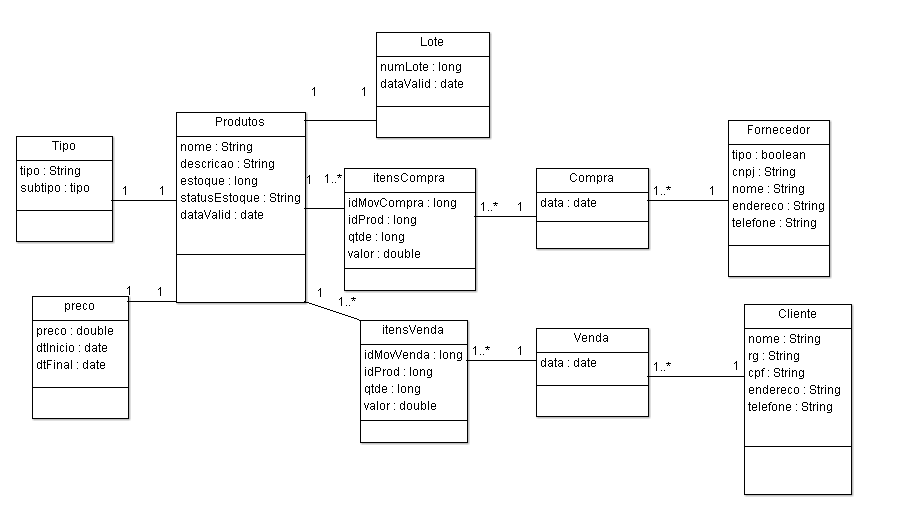 Lote
numLote : long
dataValid : date
1
1
Produtos
nome : String
descricao : String
estoque : long
statusEstoque : String
dataValid : date
Tipo
tipo : String
subtipo : tipo
1
1
1
1..*
itensCompra
idMovCompra : long
idProd : long
qtde : long
valor : double
1..*
1
Compra
data : date
1..*
1
Fornecedor
tipo : boolean
cnpj : String
nome : String
endereco : String
telefone : String
1
1
preco
preco : double
dtInicio : date
dtFinal : date
1
1..*
itensVenda
idMovVenda : long
idProd : long
qtde : long
valor : double
1..*
1
Venda
data : date
1..*
1
Cliente
nome : String
rg : String
cpf : String
endereco : String
telefone : String